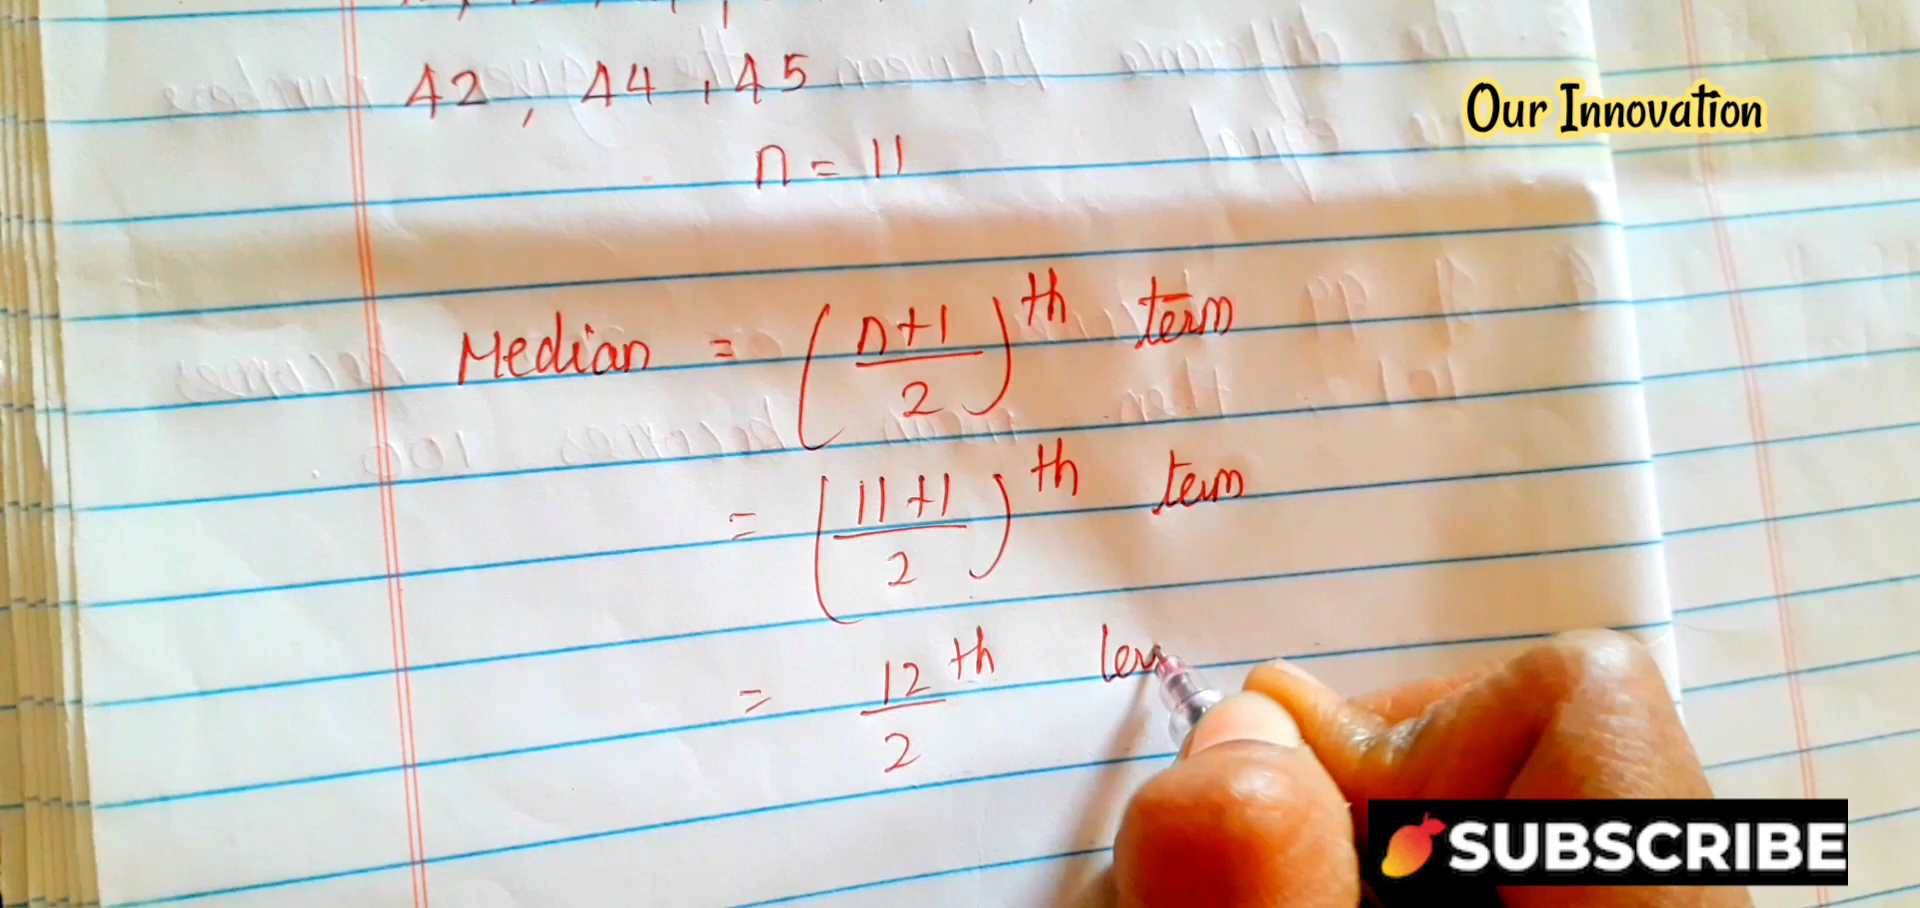 42, 44, 45
Our Innovation
n = 11
Median = (n+1/2)th term
= (11+1/2)th term
= 12/2 th ter
SUBSCRIBE